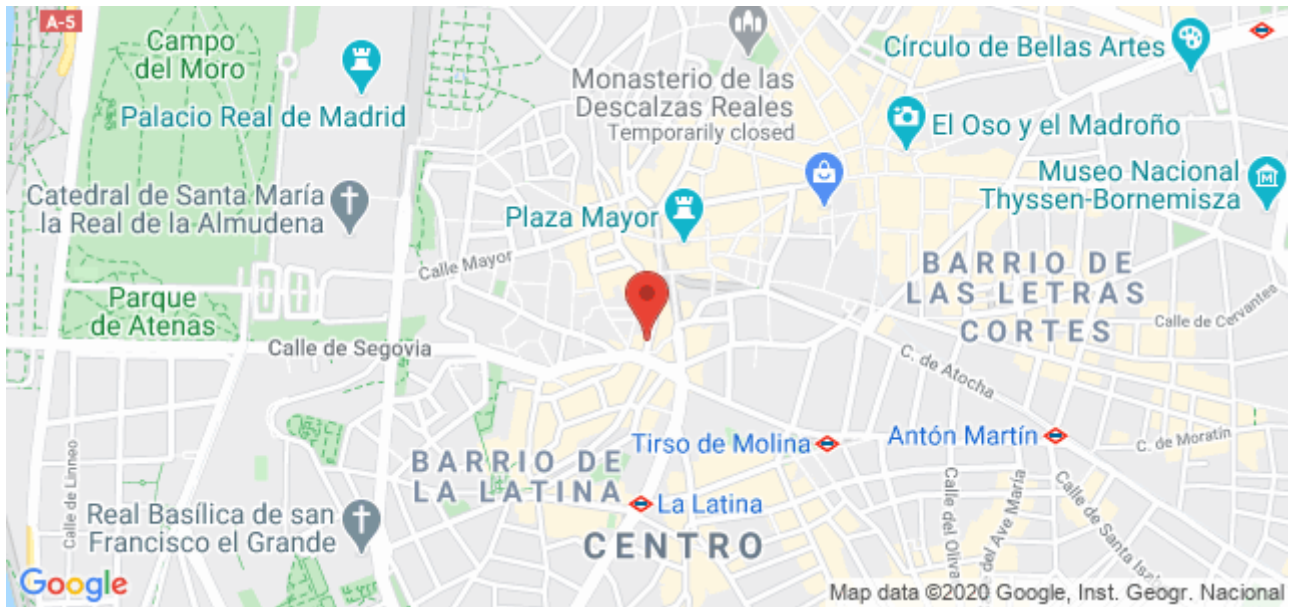 A-5
Campo
del Moro
Palacio Real de Madrid
Monasterio de las
Descalzas Reales
Temporarily closed
Círculo de Bellas Artes
El Oso y el Madroño
Museo Nacional
Thyssen-Bornemisza
Catedral de Santa María
la Real de la Almudena
Plaza Mayor
Calle Mayor
BARRIO DE
LAS LETRAS
CORTES
Parque
de Atenas
Calle de Cervantes
Calle de Segovia
C. de Atocha
Tirso de Molina
Antón Martín
C. de Moratín
BARRIO DE
LA LATINA
La Latina
Calle de Linneo
Real Basílica de san
Francisco el Grande
CENTRO
Calle del Oliva
del Ave María
Calle de Santa Isa
Google
Map data ©2020 Google, Inst. Geogr. Nacional